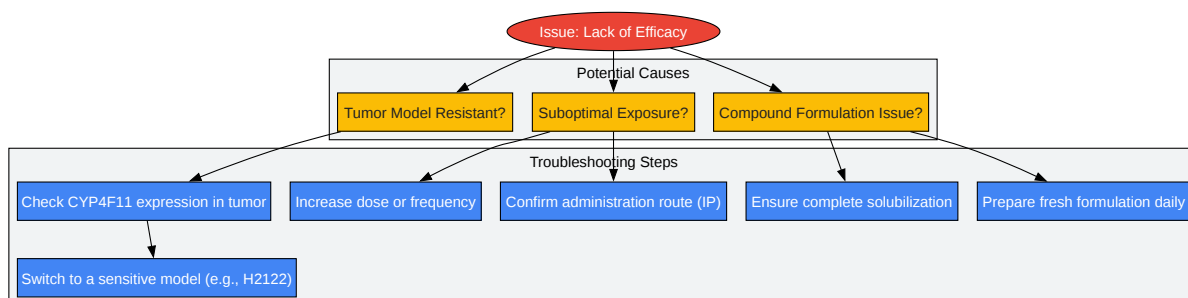 Issue: Lack of Efficacy
Potential Causes
Tumor Model Resistant?
Suboptimal Exposure?
Compound Formulation Issue?
Troubleshooting Steps
Check CYP4F11 expression in tumor
Increase dose or frequency
Confirm administration route (IP)
Ensure complete solubilization
Prepare fresh formulation daily
Switch to a sensitive model (e.g., H2122)